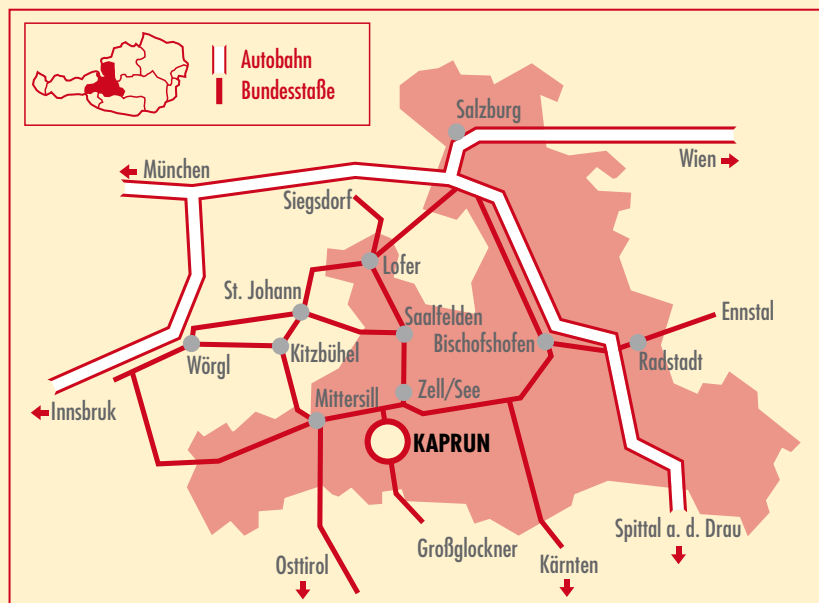 Autobahn
Bundesstaße
Salzburg
Wien
München
Siegsdorf
Lofer
St. Johann
Ennstal
Saalfelden
Bischofshofen
Kitzbühel
Wörgl
Radstadt
Zell/See
Mittersill
Innsbruk
KAPRUN
Spittal a. d. Drau
Großglockner
Osttirol
Kärnten